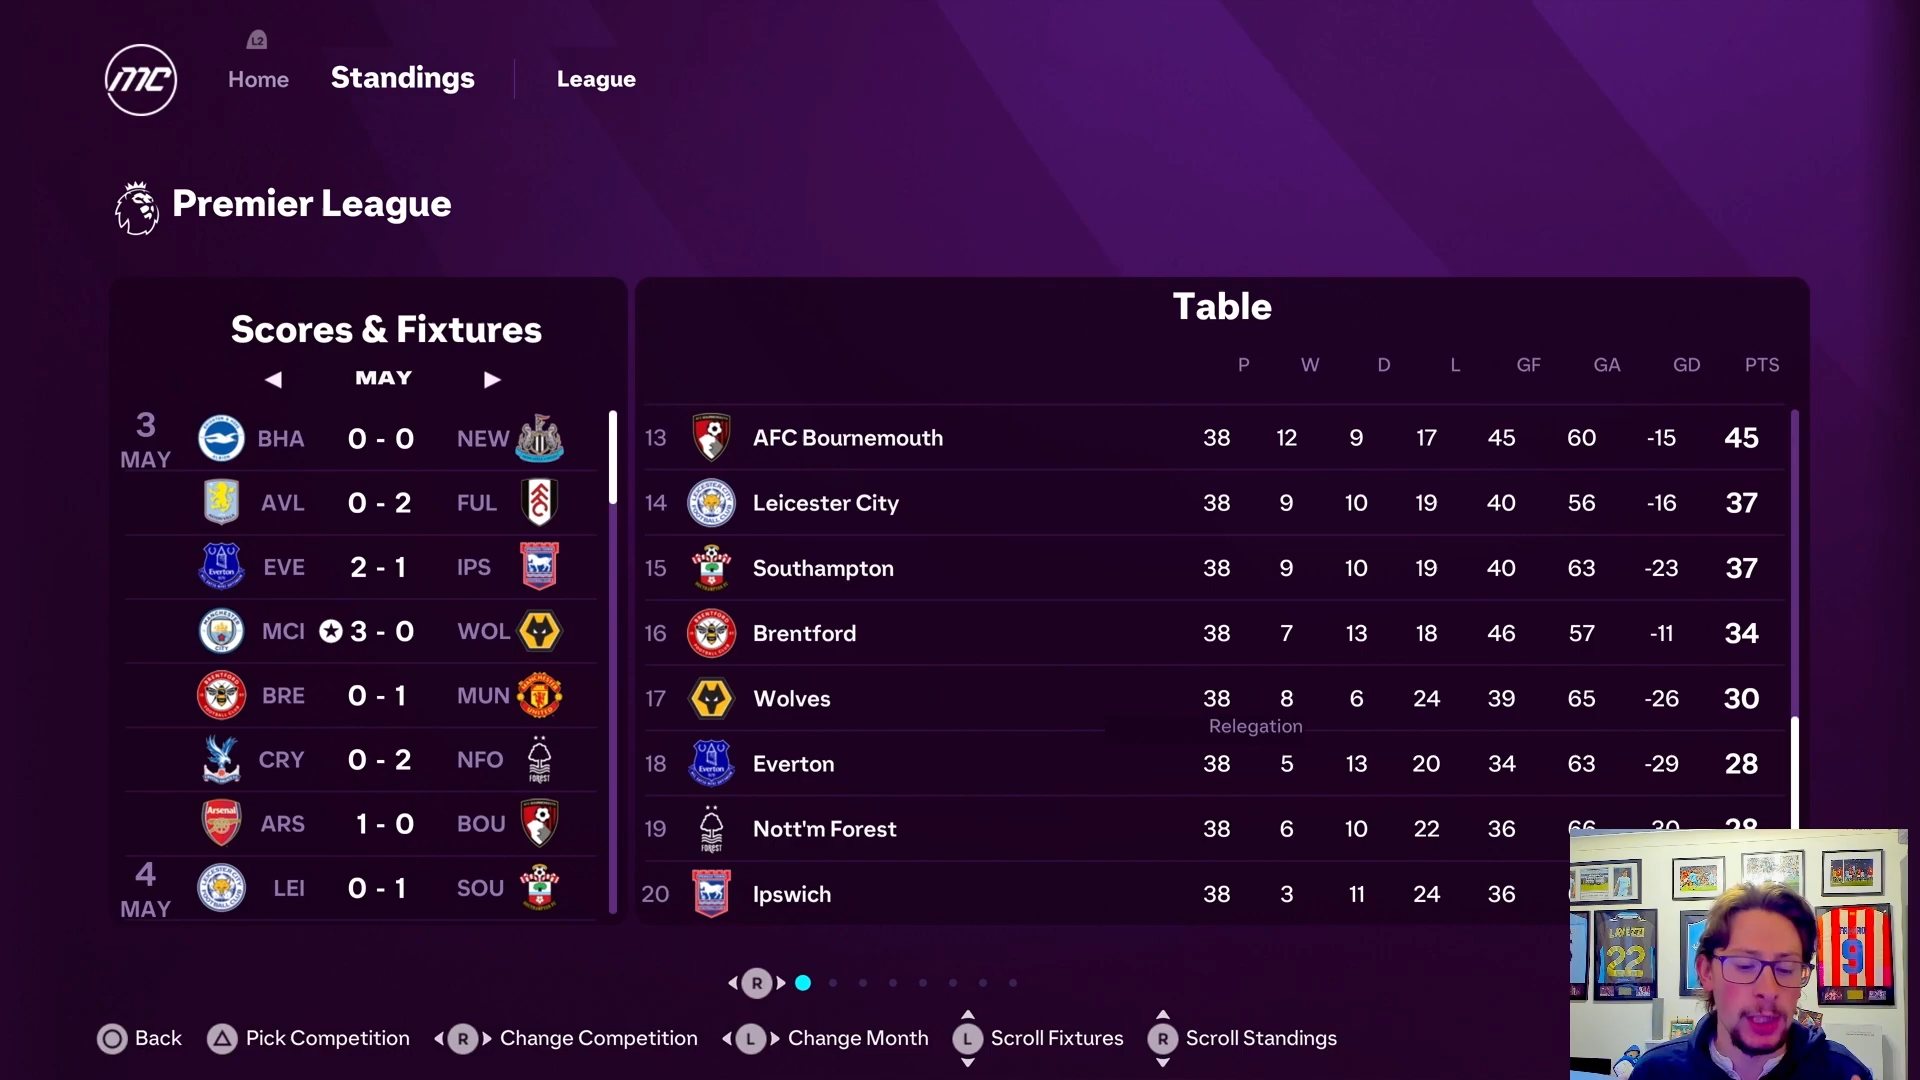 L2
MC Home Standings League
Premier League
Scores & Fixtures
MAY
3 MAY BHA 0 - 0 NEW
AVL 0 - 2 FUL
EVE 2 - 1 IPS
MCI 3 - 0 WOL
BRE 0 - 1 MUN
CRY 0 - 2 NFO
ARS 1 - 0 BOU
4 MAY LEI 0 - 1 SOU
Table
P W D L GF GA GD PTS
13 AFC Bournemouth 38 12 9 17 45 60 -15 45
14 Leicester City 38 9 10 19 40 56 -16 37
15 Southampton 38 9 10 19 40 63 -23 37
16 Brentford 38 7 13 18 46 57 -11 34
17 Wolves 38 8 6 24 39 65 -26 30
Relegation
18 Everton 38 5 13 20 34 63 -29 28
19 Nott'm Forest 38 6 10 22 36 66 -30 28
20 Ipswich 38 3 11 24 36
R
Back Pick Competition R Change Competition L Change Month L Scroll Fixtures R Scroll Standings
22
9